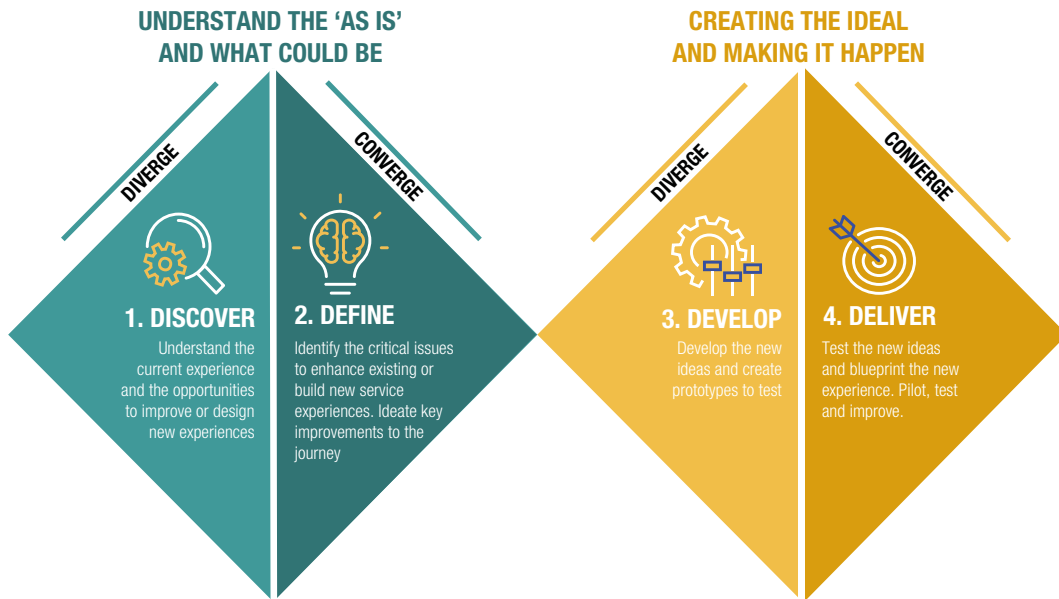 UNDERSTAND THE ‘AS IS’
AND WHAT COULD BE
DIVERGE
CONVERGE
1. DISCOVER
Understand the
current experience
and the opportunities
to improve or design
new experiences
2. DEFINE
Identify the critical issues
to enhance existing or
build new service
experiences. Ideate key
improvements to the
journey
CREATING THE IDEAL
AND MAKING IT HAPPEN
DIVERGE
CONVERGE
3. DEVELOP
Develop the new
ideas and create
prototypes to test
4. DELIVER
Test the new ideas
and blueprint the new
experience. Pilot, test
and improve.